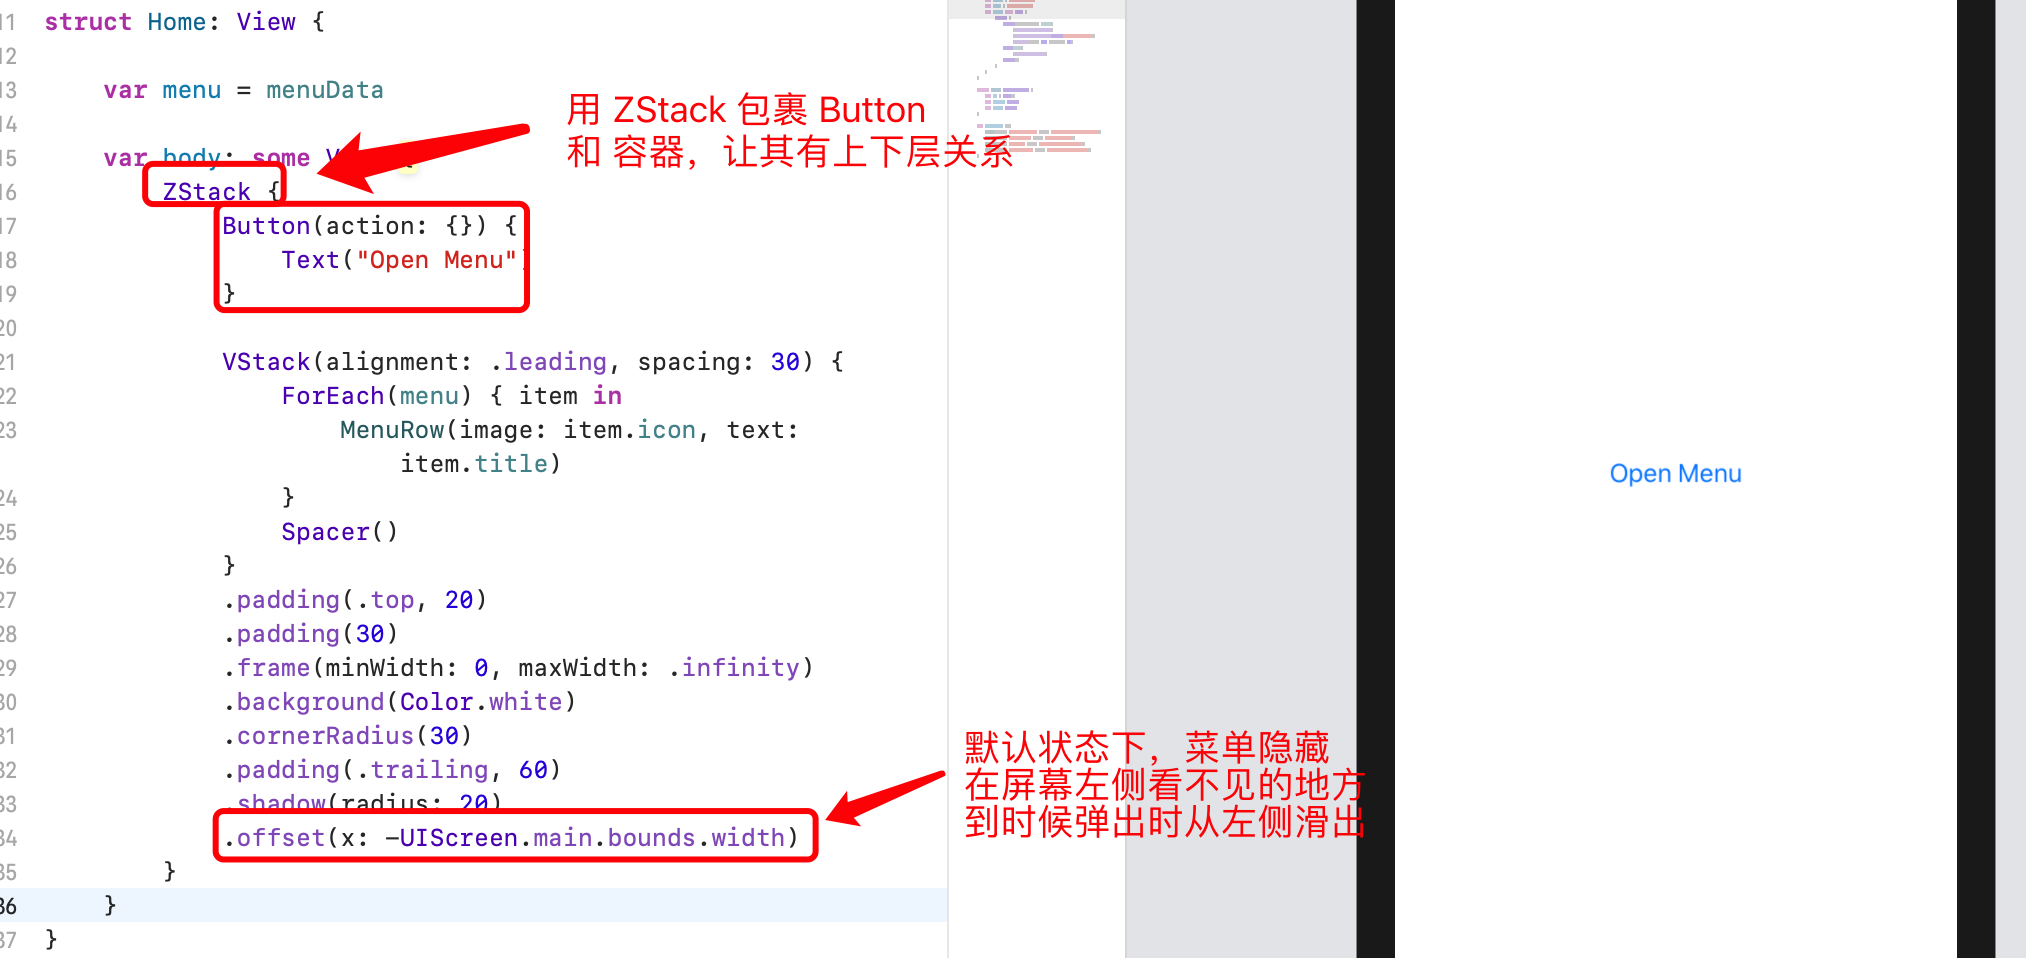 11 struct Home: View {
12
13 var menu = menuData
14
15 var body: some V
16 ZStack {
17 Button(action: {}) {
18 Text("Open Menu")
19 }
20
21 VStack(alignment: .leading, spacing: 30) {
22 ForEach(menu) { item in
23 MenuRow(image: item.icon, text:
item.title)
24 }
25 Spacer()
26 }
27 .padding(.top, 20)
28 .padding(30)
29 .frame(minWidth: 0, maxWidth: .infinity)
30 .background(Color.white)
31 .cornerRadius(30)
32 .padding(.trailing, 60)
33 .shadow(radius: 20)
34 .offset(x: -UIScreen.main.bounds.width)
35 }
36 }
37 }
用 ZStack 包裹 Button
和 容器，让其有上下层关系
默认状态下，菜单隐藏
在屏幕左侧看不见的地方
到时候弹出时从左侧滑出
Open Menu